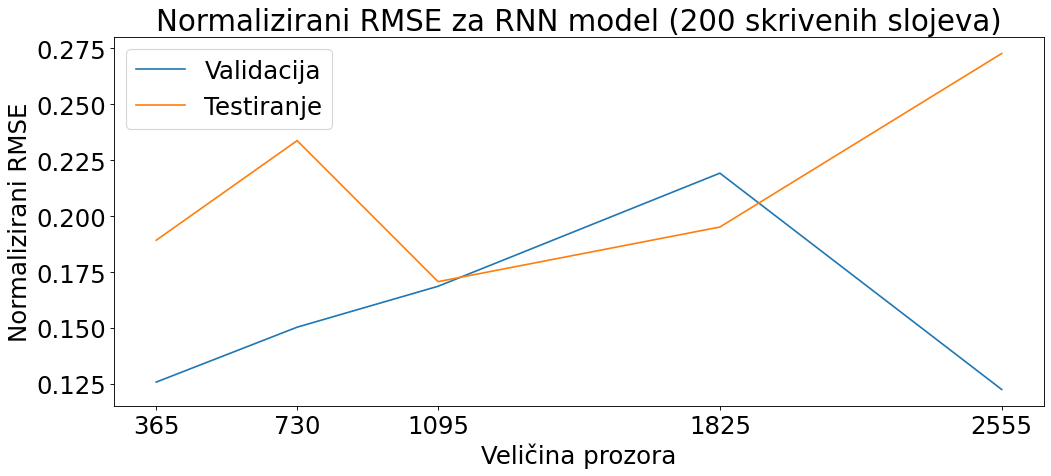 Normalizirani RMSE za RNN model (200 skrivenih slojeva)
Validacija
Testiranje
Normalizirani RMSE
0.275
0.250
0.225
0.200
0.175
0.150
0.125
365 730 1095 1825 2555
Veličina prozora